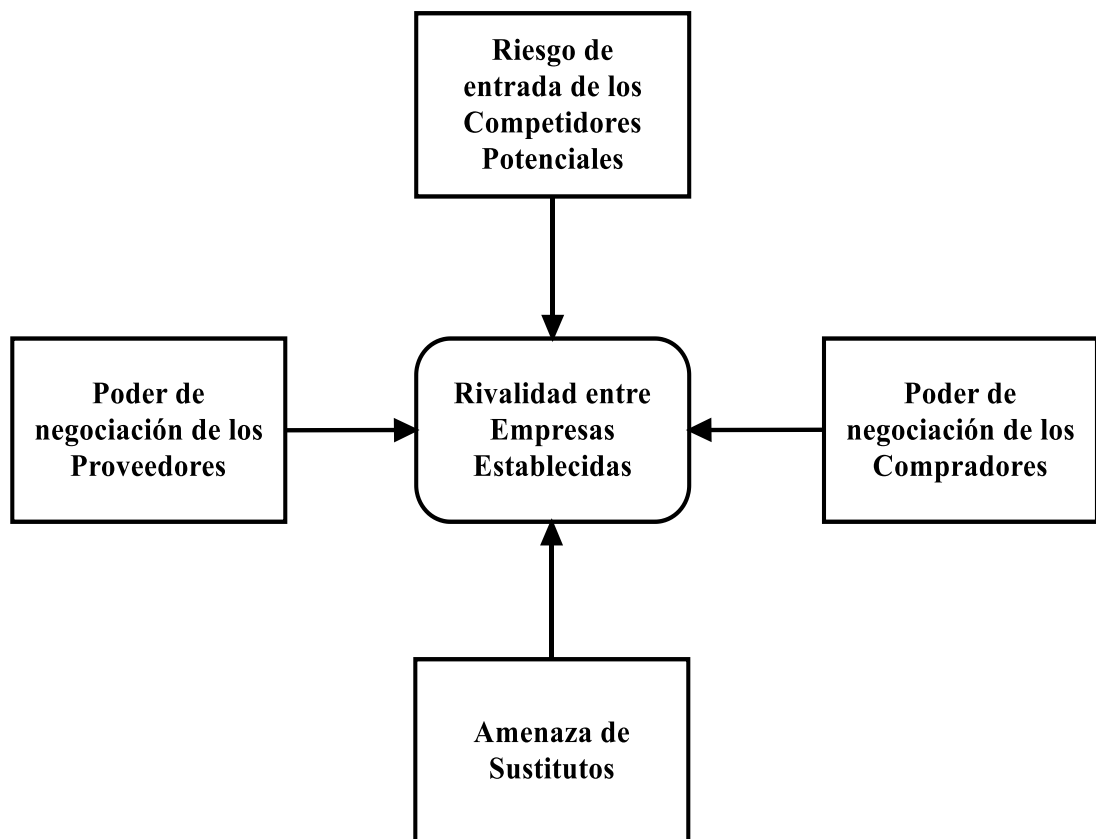 Riesgo de
entrada de los
Competidores
Potenciales
Poder de
negociación de los
Proveedores
Rivalidad entre
Empresas
Establecidas
Poder de
negociación de los
Compradores
Amenaza de
Sustitutos